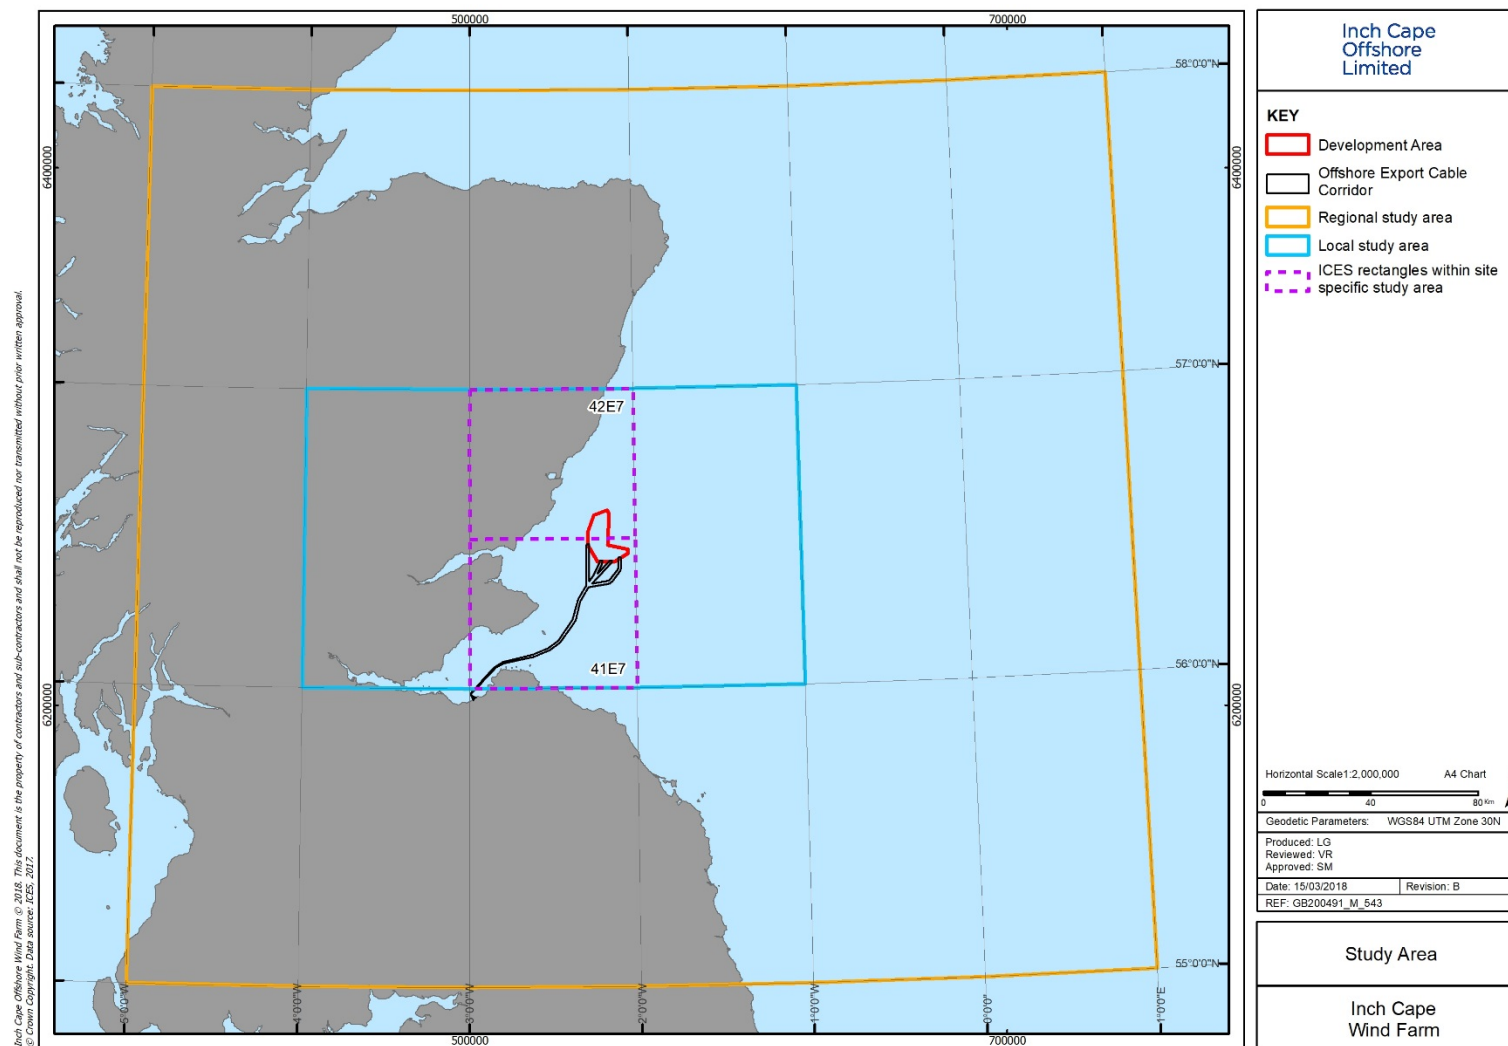 500000
700000
58°0'0"N
6400000
6400000
57°0'0"N
42E7
41E7
56°0'0"N
6200000
6200000
55°0'0"N
5°0'0"W
4°0'0"W
3°0'0"W
2°0'0"W
1°0'0"E
0°0'0"
1°0'0"E
500000
700000
Inch Cape Offshore Wind Farm © 2018. This document is the property of contractors and sub-contractors and shall not be reproduced nor transmitted without prior written approval.
© Crown Copyright. Data source: ICES, 2017.
Inch Cape
Offshore
Limited
KEY
Development Area
Offshore Export Cable
Corridor
Regional study area
Local study area
ICES rectangles within site
specific study area
Horizontal Scale1:2,000,000 A4 Chart
0 40 80 Km
Geodetic Parameters: WGS84 UTM Zone 30N
Produced: LG
Reviewed: VR
Approved: SM
Date: 15/03/2018 Revision: B
REF: GB200491_M_543
Study Area
Inch Cape
Wind Farm